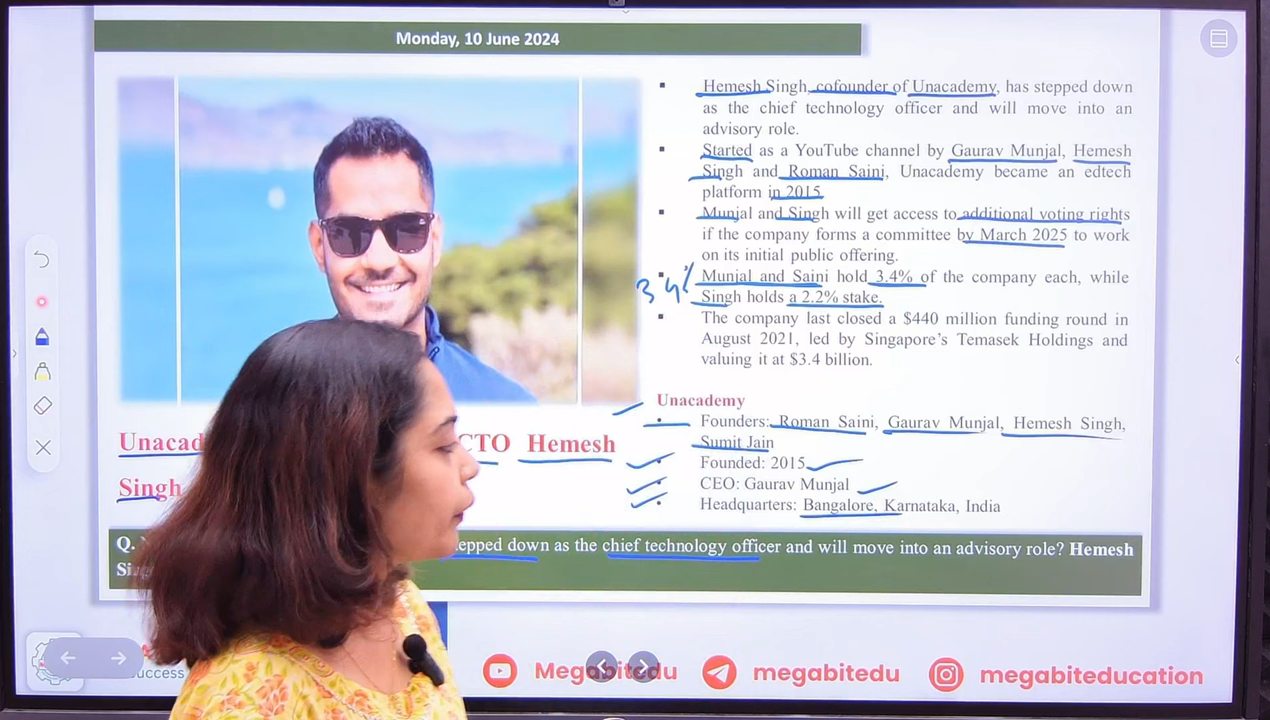 Monday, 10 June 2024
Hemesh Singh, cofounder of Unacademy, has stepped down
as the chief technology officer and will move into an
advisory role.
Started as a YouTube channel by Gaurav Munjal, Hemesh
Singh and Roman Saini, Unacademy became an edtech
platform in 2015.
Munjal and Singh will get access to additional voting rights
if the company forms a committee by March 2025 to work
on its initial public offering.
Munjal and Saini hold 3.4% of the company each, while
Singh holds a 2.2% stake.
3.4%
The company last closed a $440 million funding round in
August 2021, led by Singapore's Temasek Holdings and
valuing it at $3.4 billion.
Unacademy
Founders: Roman Saini, Gaurav Munjal, Hemesh Singh,
Sumit Jain
Founded: 2015
CEO: Gaurav Munjal
Headquarters: Bangalore, Karnataka, India
CTO Hemesh
Singh
Q. stepped down as the chief technology officer and will move into an advisory role? Hemesh
Megabitedu
megabitedu
megabiteducation